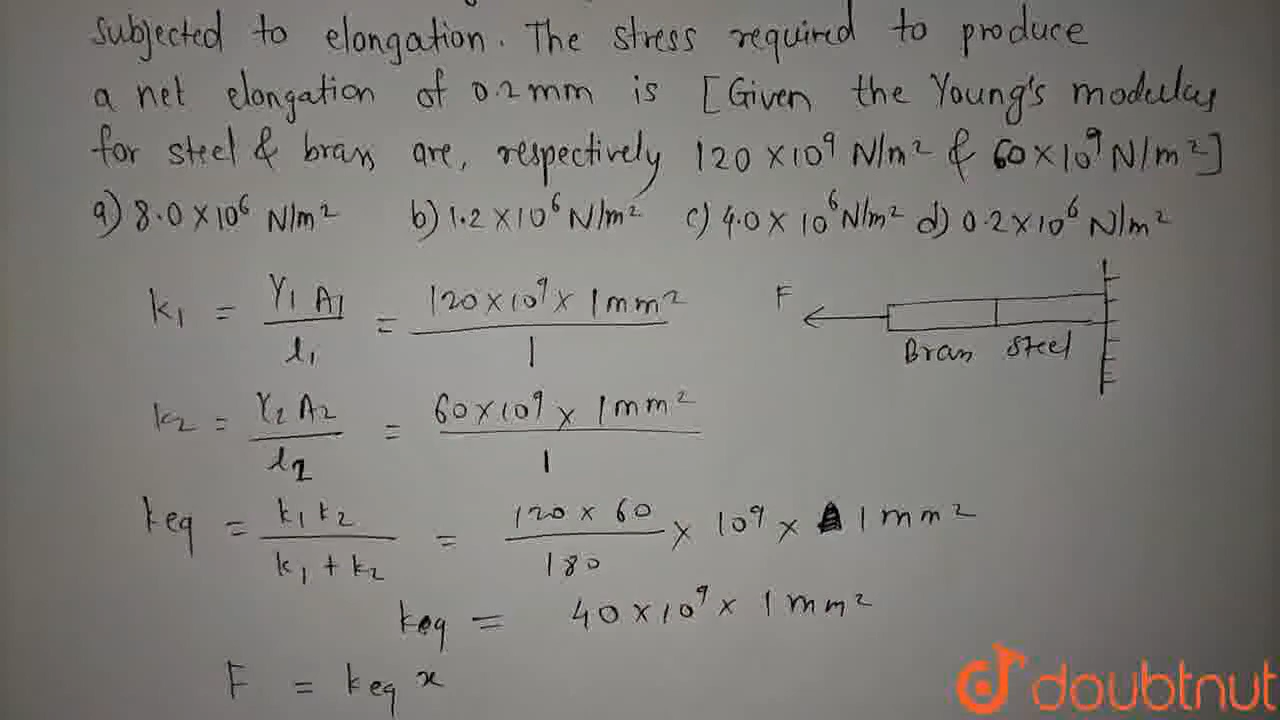 subjected to elongation. The stress required to produce
a net elongation of 0.2 mm is [Given the Young's modulus
for steel & brass are, respectively 120 × 10⁹ N/m² & 60 × 10⁹ N/m²]
a) 8.0 × 10⁶ N/m² b) 1.2 × 10⁶ N/m² c) 4.0 × 10⁶ N/m² d) 0.2 × 10⁶ N/m²
k₁ = Y₁ A₁ / l₁ = 120 × 10⁹ × 1 mm² / 1
F
Brass Steel
k₂ = Y₂ A₂ / l₂ = 60 × 10⁹ × 1 mm² / 1
keq = k₁ k₂ / k₁ + k₂ = 120 × 60 / 180 × 10⁹ × 1 mm²
keq = 40 × 10⁹ × 1 mm²
F = keq x
doubtnut